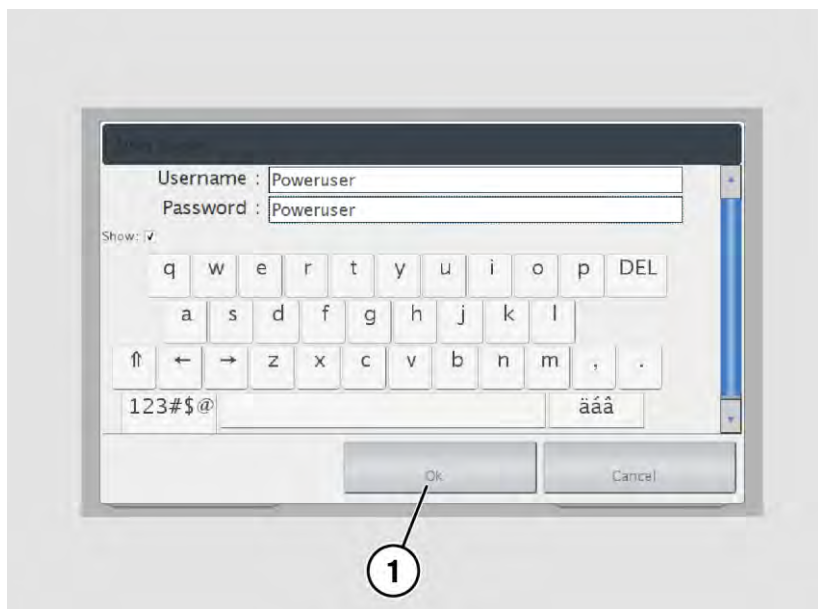 Username : Poweruser
Password : Poweruser
Show:
q w e r t y u i o p DEL
a s d f g h j k l
⇑ ← → z x c v b n m , .
123#$@ äáâ
Ok Cancel
1